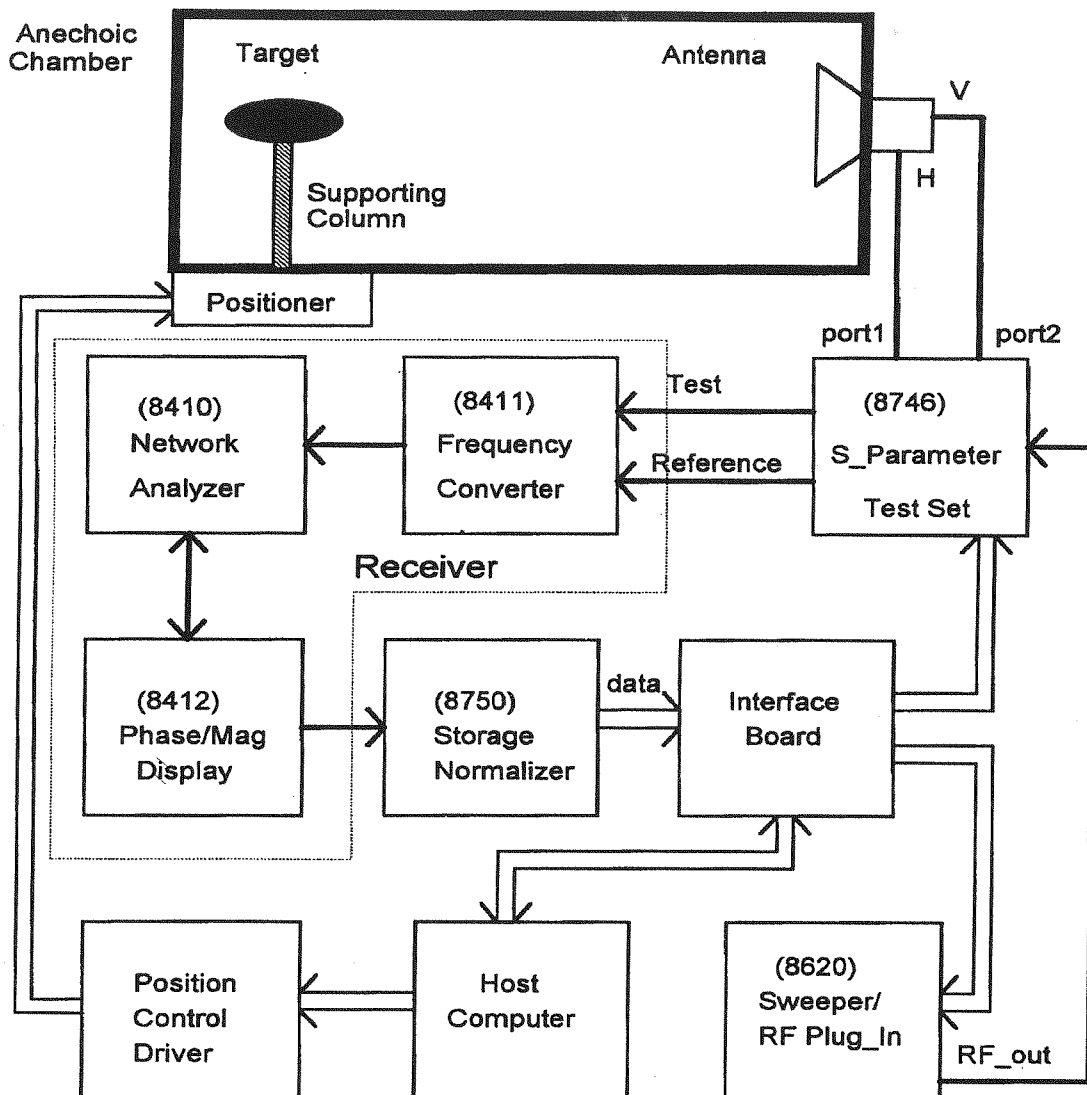 Anechoic
Chamber
Target
Antenna
V
H
Supporting
Column
Positioner
port1
port2
(8410)
Network
Analyzer
(8411)
Frequency
Converter
Test
Reference
(8746)
S_Parameter
Test Set
Receiver
(8412)
Phase/Mag
Display
(8750)
Storage
Normalizer
data
Interface
Board
Position
Control
Driver
Host
Computer
(8620)
Sweeper/
RF Plug_In
RF_out